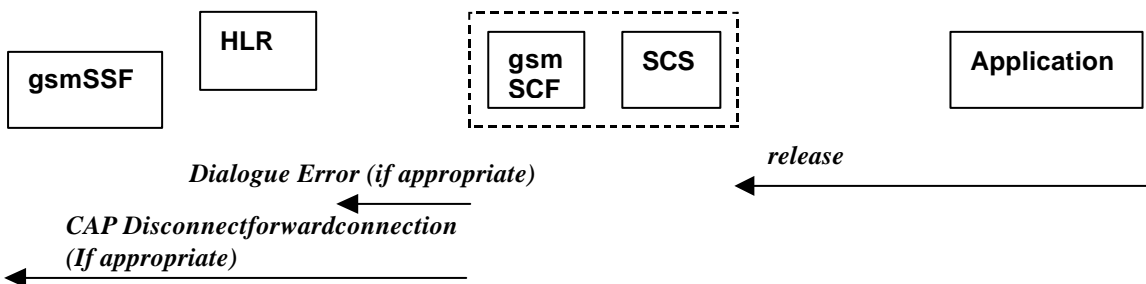 HLR
gsmSSF
gsm
SCF
SCS
Application
release
Dialogue Error (if appropriate)
CAP Disconnectforwardconnection
(If appropriate)